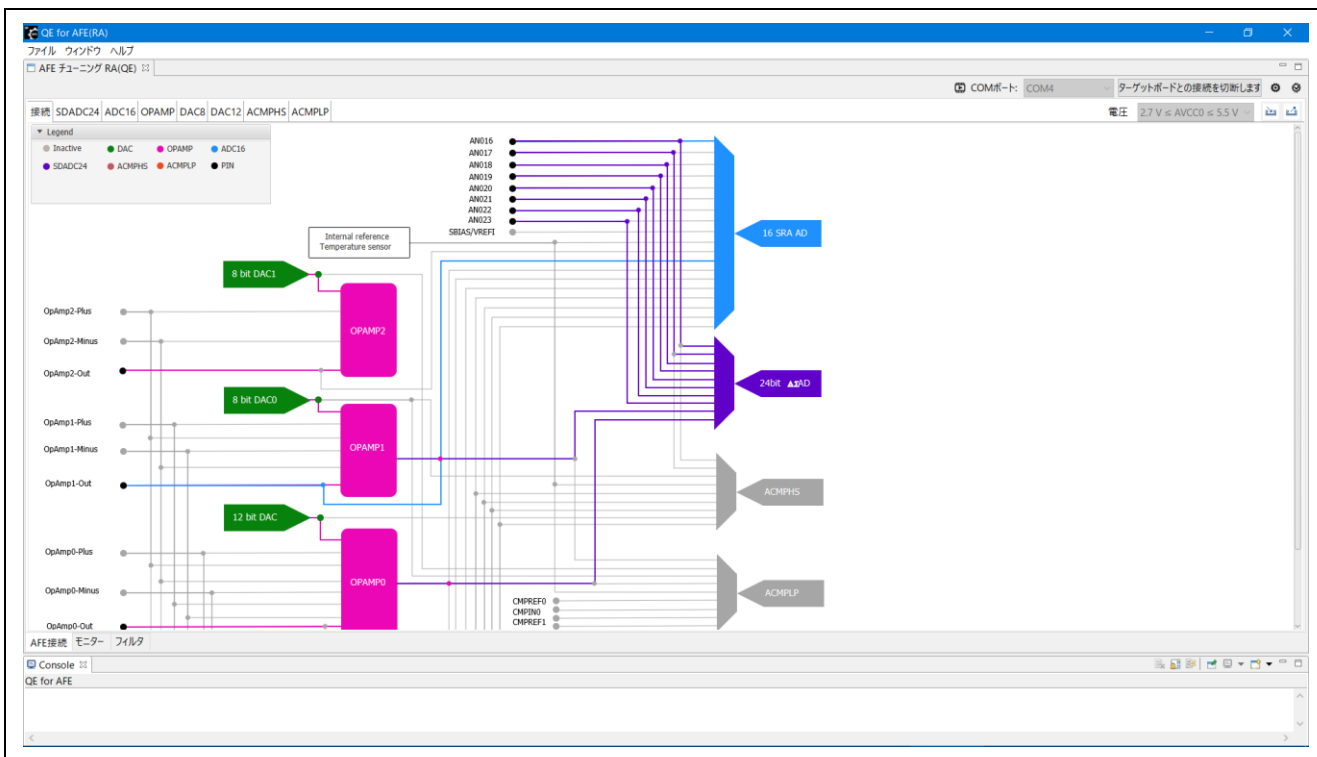 QE for AFE(RA)
ファイル ウィンドウ ヘルプ
AFE チューニング RA(QE)
COMポート: COM4 ターゲットボードとの接続を切断します
接続 SDADC24 ADC16 OPAMP DAC8 DAC12 ACMPHS ACMPLP
電圧 2.7 V ≤ AVCC0 ≤ 5.5 V
Legend
Inactive DAC OPAMP ADC16
SDADC24 ACMPHS ACMPLP PIN
AN016
AN017
AN018
AN019
AN020
AN021
AN022
AN023
SBIAS/VREFI
16 SRA AD
Internal reference
Temperature sensor
8 bit DAC1
OpAmp2-Plus
OPAMP2
OpAmp2-Minus
OpAmp2-Out
24bit ΔΣAD
8 bit DAC0
OpAmp1-Plus
OpAmp1-Minus
OPAMP1
OpAmp1-Out
ACMPHS
12 bit DAC
OpAmp0-Plus
OPAMP0
OpAmp0-Minus
ACMPLP
CMPREF0
CMPIN0
CMPREF1
OpAmp0-Out
AFE接続 モニター フィルタ
Console
QE for AFE